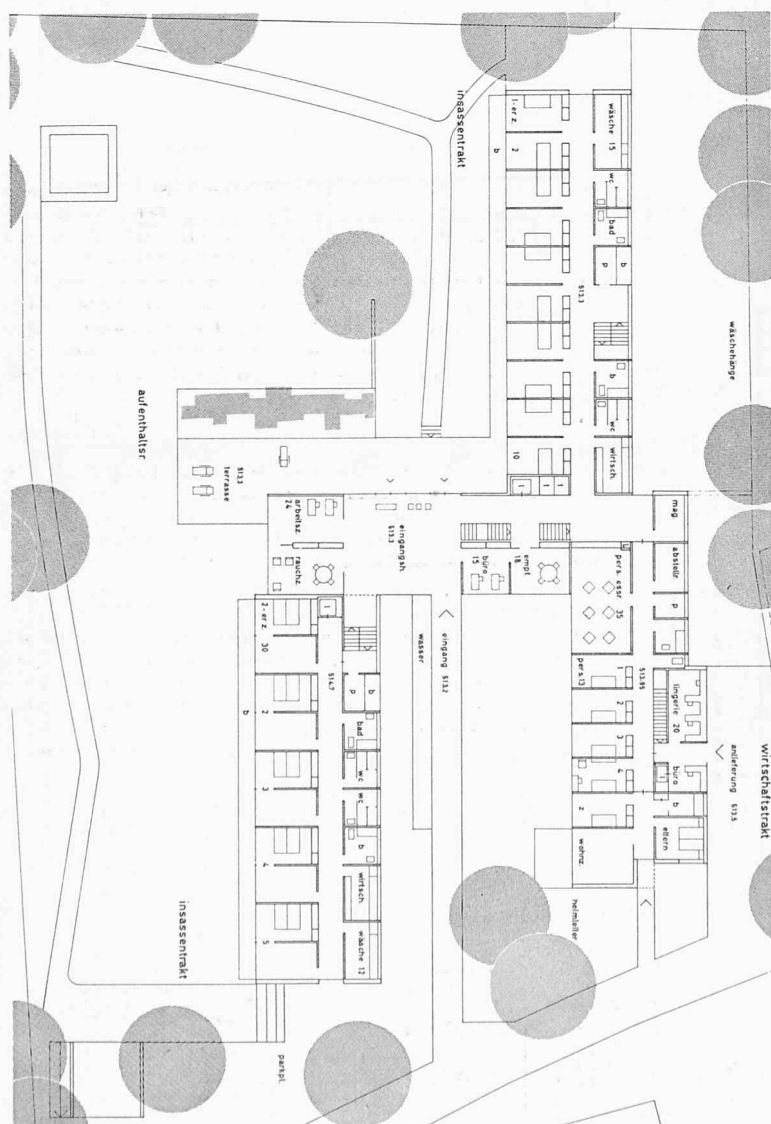 insassentrakt
1-erz.
2
10
b
wäsche 15
wc
bad
p
b
513.3
b
wc
wirtsch.
wäschehänge
aufenthaltsr.
513.3
terrasse
arbeitsz.
24
rauchz.
eingangsh.
513.3
büro
15
empf.
18
mag.
abstellr.
p
pers. essr.
35
wasser
eingang 513.2
2-erz.
30
2
3
4
5
b
514.7
p
b
bad
wc
wc
b
wirtsch.
wäsche 12
insassentrakt
pers.13
1
2
3
4
z
wohnz.
513.95
lingerie 20
büro
b
eltern
anlieferung 513.5
wirtschaftstrakt
heimleiter
parkpl.